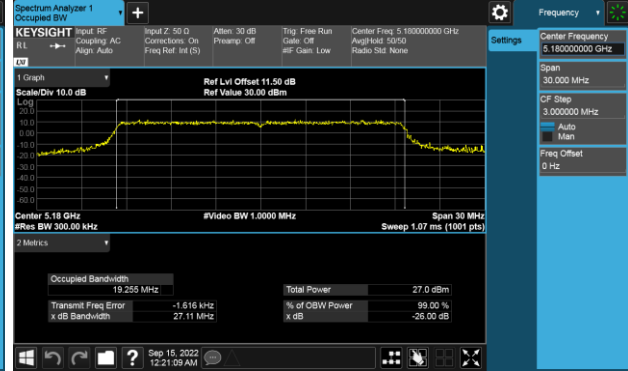 Spectrum Analyzer 1
Occupied BW
KEYSIGHT
R L
LXI
Input: RF
Coupling: AC
Align: Auto
Input Z: 50 Ω
Corrections: On
Freq Ref: Int (S)
Atten: 30 dB
Preamp: Off
Trig: Free Run
Gate: Off
#IF Gain: Low
Center Freq: 5.180000000 GHz
Avg|Hold: 50/50
Radio Std: None
1 Graph
Scale/Div 10.0 dB
Ref Lvl Offset 11.50 dB
Ref Value 30.00 dBm
Log
20.0
10.0
0.00
-10.0
-20.0
-30.0
-40.0
-50.0
-60.0
Center 5.18 GHz
#Res BW 300.00 kHz
#Video BW 1.0000 MHz
Span 30 MHz
Sweep 1.07 ms (1001 pts)
2 Metrics
Occupied Bandwidth
19.255 MHz
Total Power 27.0 dBm
Transmit Freq Error -1.616 kHz
% of OBW Power 99.00 %
x dB Bandwidth 27.11 MHz
x dB -26.00 dB
Sep 15, 2022
12:21:09 AM
Frequency
Settings
Center Frequency
5.180000000 GHz
Span
30.000 MHz
CF Step
3.000000 MHz
Auto
Man
Freq Offset
0 Hz